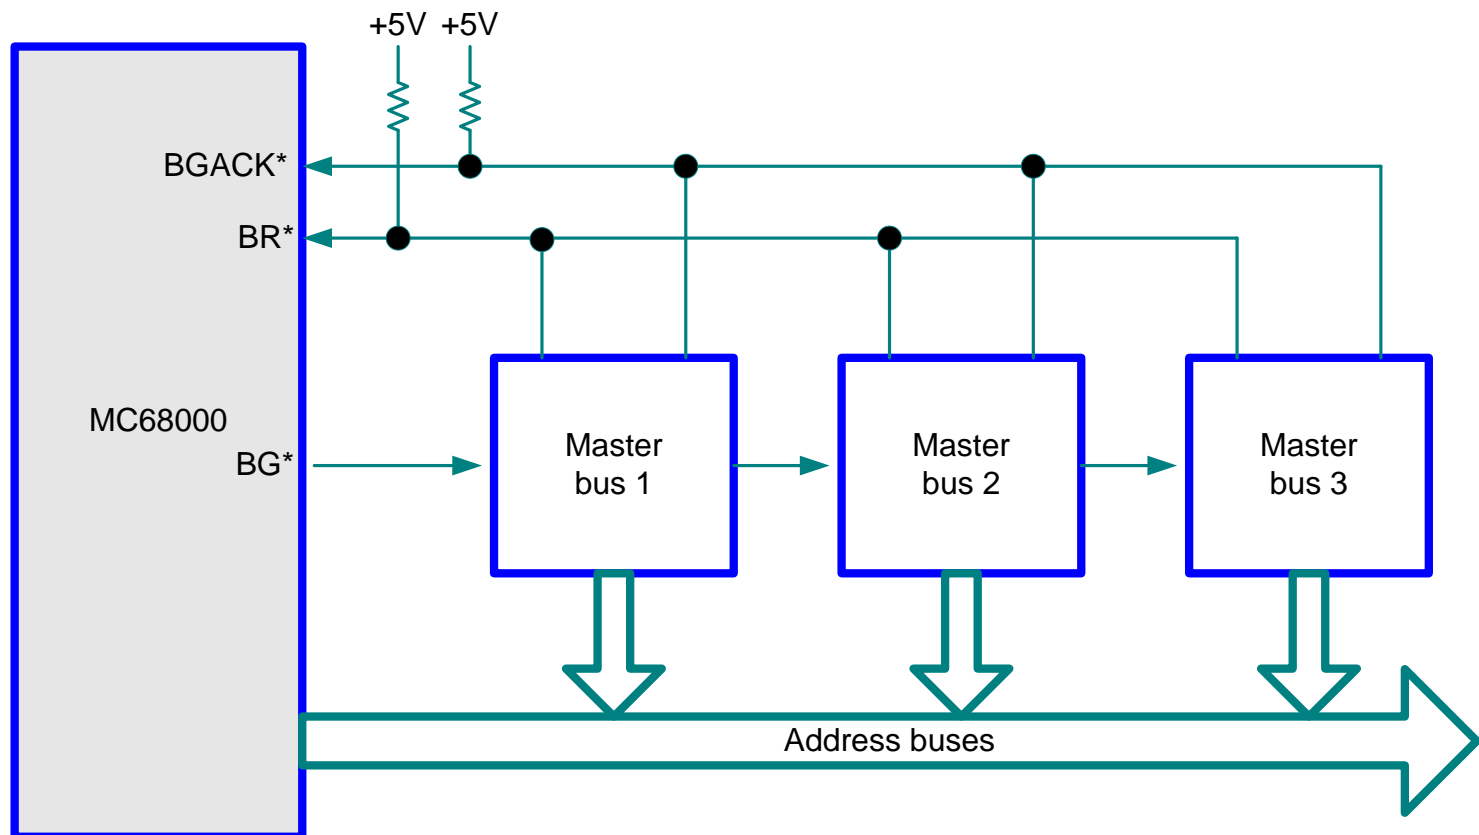 +5V +5V
BGACK*
BR*
MC68000
BG*
Master
bus 1
Master
bus 2
Master
bus 3
Address buses